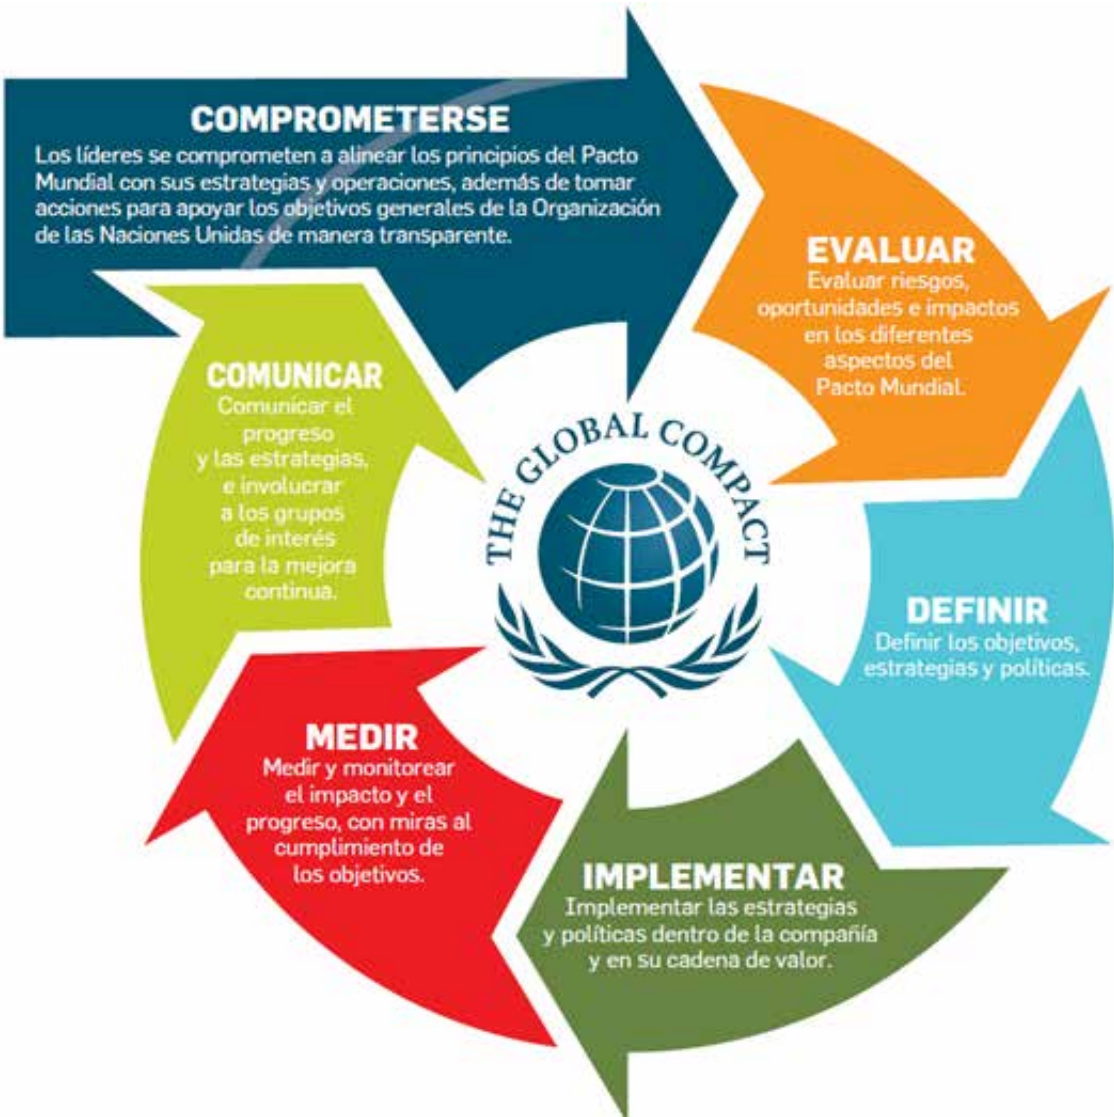 COMPROMETERSE
Los líderes se comprometen a alinear los principios del Pacto
Mundial con sus estrategias y operaciones, además de tomar
acciones para apoyar los objetivos generales de la Organización
de las Naciones Unidas de manera transparente.
EVALUAR
Evaluar riesgos,
oportunidades e impactos
en los diferentes
aspectos del
Pacto Mundial.
DEFINIR
Definir los objetivos,
estrategias y políticas.
IMPLEMENTAR
Implementar las estrategias
y políticas dentro de la compañía
y en su cadena de valor.
MEDIR
Medir y monitorear
el impacto y el
progreso, con miras al
cumplimiento de
los objetivos.
COMUNICAR
Comunicar el
progreso
y las estrategias,
e involucrar
a los grupos
de interés
para la mejora
continua.
THE GLOBAL COMPACT